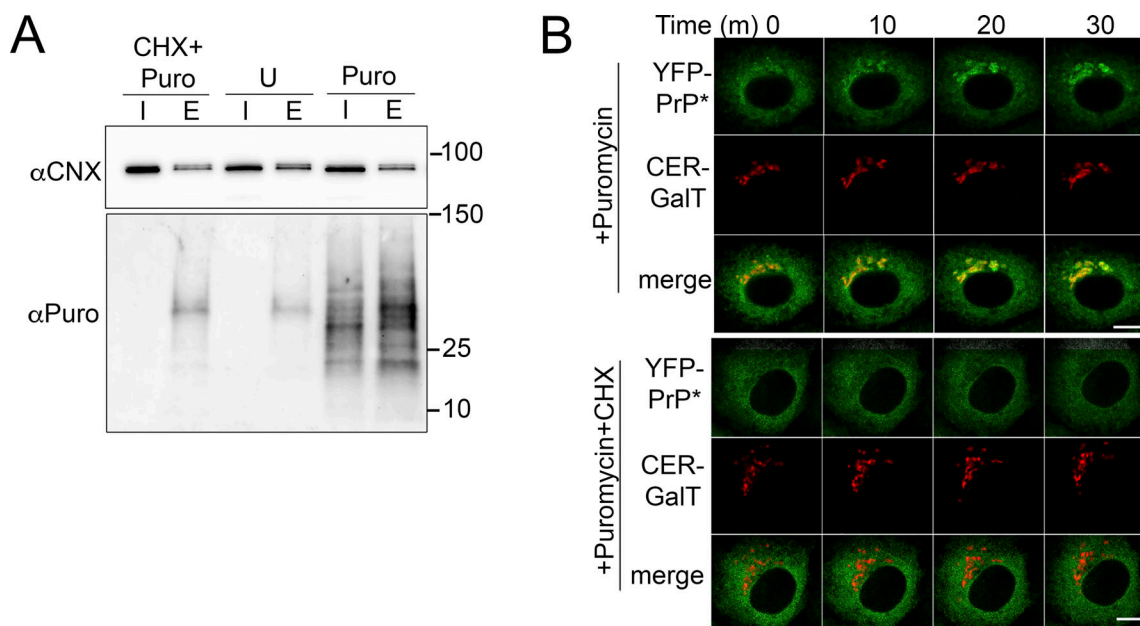 A
CHX+
Puro
U
Puro
I E I E I E
αCNX
–100
–150
αPuro
25–
10–
B
Time (m) 0 10 20 30
+Puromycin
YFP-
PrP*
CER-
GalT
merge
+Puromycin+CHX
YFP-
PrP*
CER-
GalT
merge